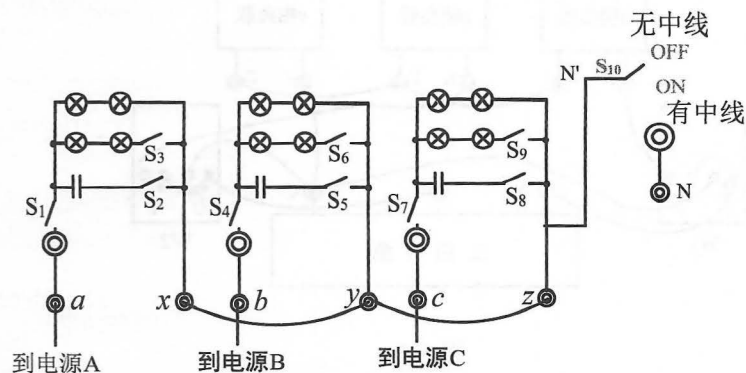 无中线
OFF
N' S10
ON
有中线
S3 S6 S9
S2 S5 S8
S1 S4 S7
N
a x b y c z
到电源A 到电源B 到电源C